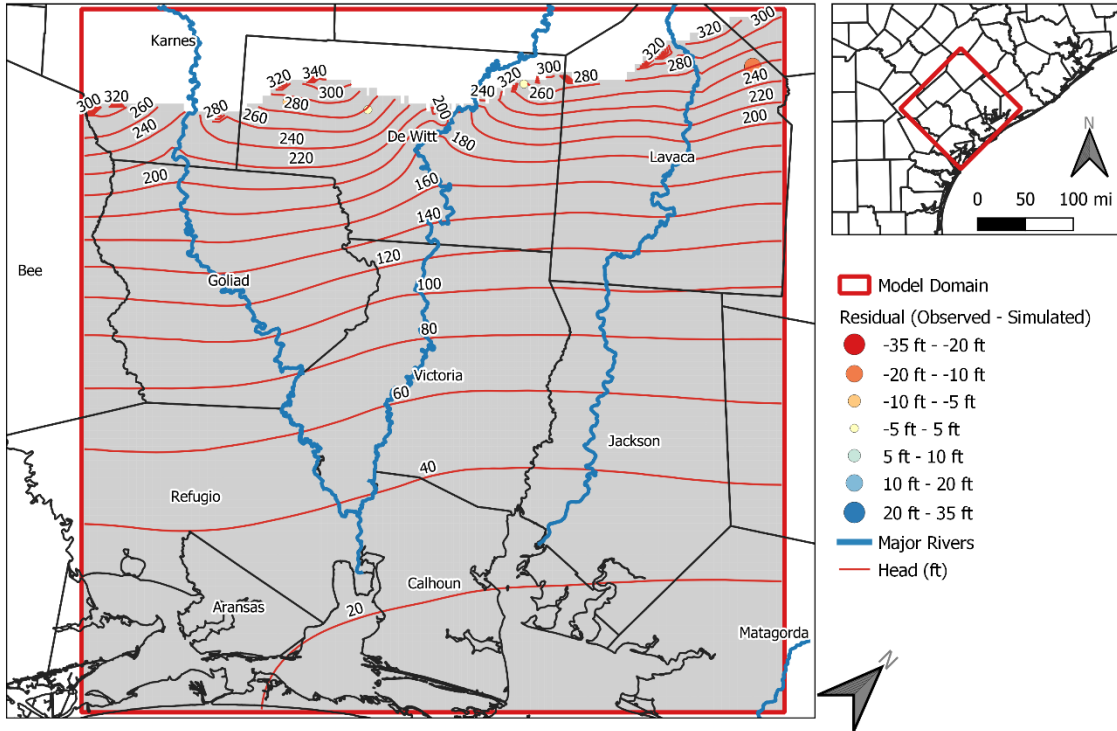 Karnes
300
320
320
340
320
280
300
320
300
280
240
260
300
320
260
280
240
220
200
280
300
260
240
280
260
240
220
200
De Witt
180
Lavaca
200
160
140
Bee
120
Goliad
100
80
Victoria
60
Jackson
40
Refugio
Calhoun
Aransas
20
Matagorda
N
N
0 50 100 mi
Model Domain
Residual (Observed - Simulated)
-35 ft - -20 ft
-20 ft - -10 ft
-10 ft - -5 ft
-5 ft - 5 ft
5 ft - 10 ft
10 ft - 20 ft
20 ft - 35 ft
Major Rivers
Head (ft)